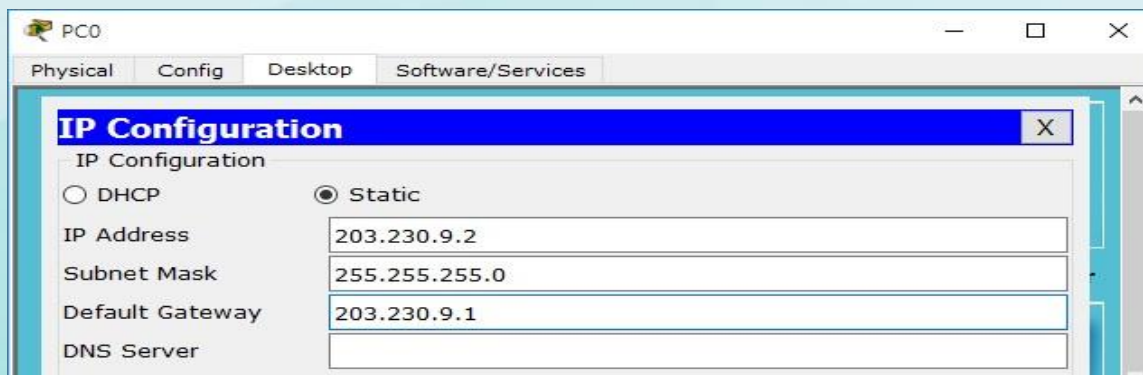 PC0
Physical Config Desktop Software/Services
IP Configuration X
IP Configuration
DHCP Static
IP Address 203.230.9.2
Subnet Mask 255.255.255.0
Default Gateway 203.230.9.1
DNS Server